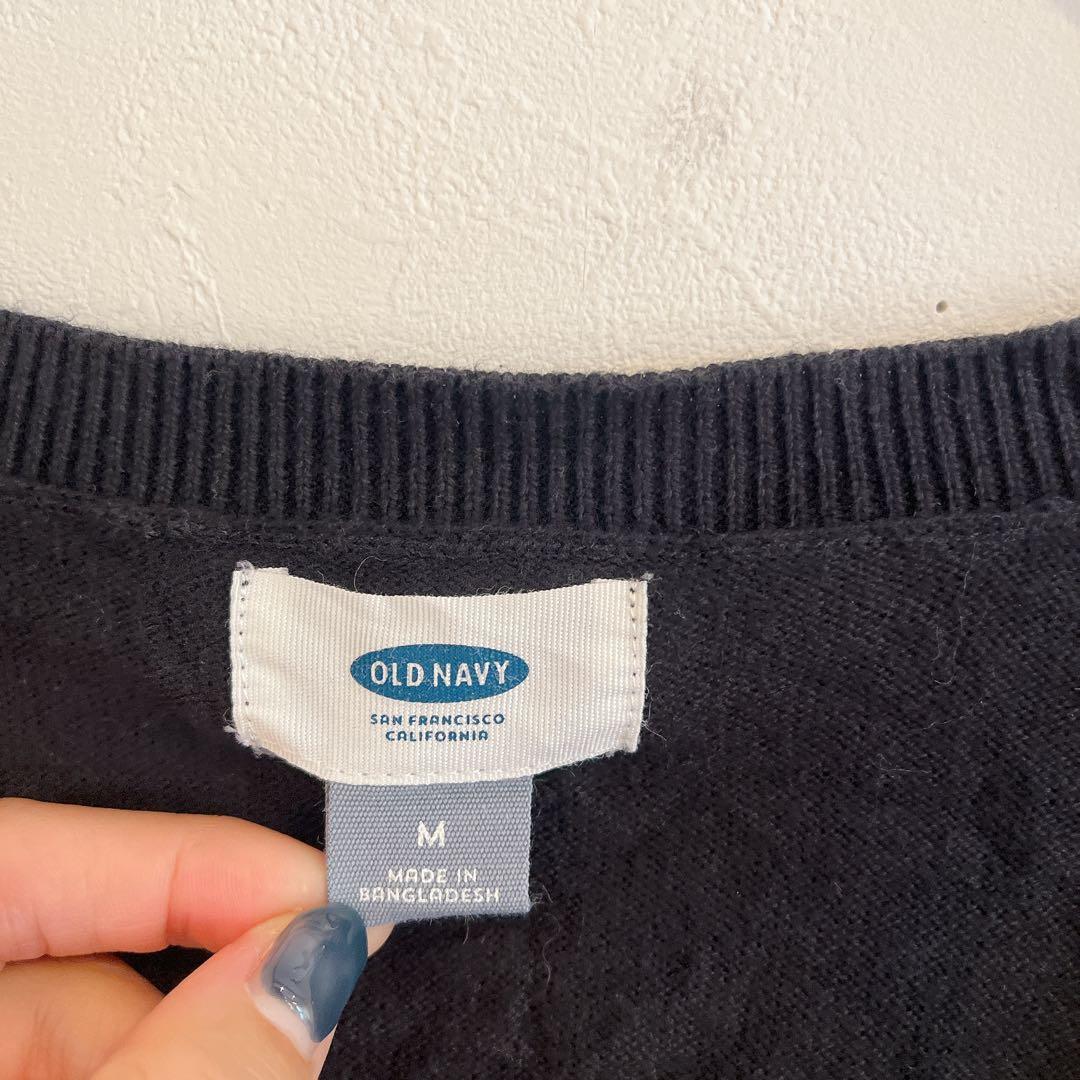 OLD NAVY
SAN FRANCISCO
CALIFORNIA
M
MADE IN
BANGLADESH